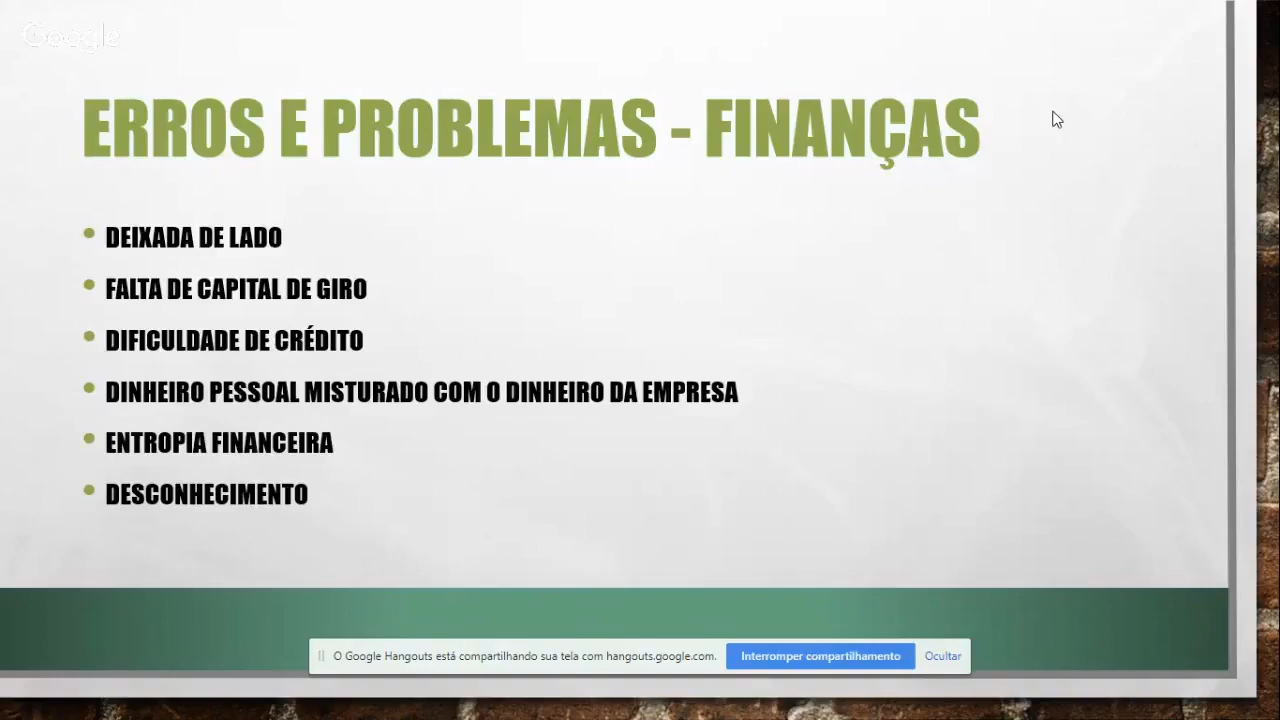 Google
ERROS E PROBLEMAS - FINANÇAS
• DEIXADA DE LADO
• FALTA DE CAPITAL DE GIRO
• DIFICULDADE DE CRÉDITO
• DINHEIRO PESSOAL MISTURADO COM O DINHEIRO DA EMPRESA
• ENTROPIA FINANCEIRA
• DESCONHECIMENTO
O Google Hangouts está compartilhando sua tela com hangouts.google.com. Interromper compartilhamento Ocultar